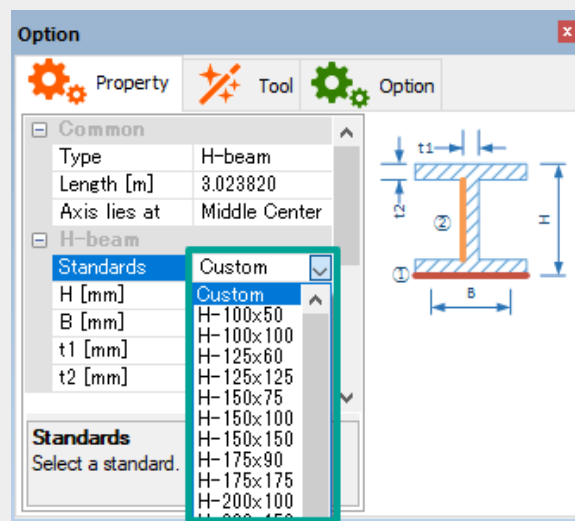 Option
x
Property Tool Option
Common
Type H-beam
Length [m] 3.023820
Axis lies at Middle Center
H-beam
Standards Custom
H [mm]
B [mm]
t1 [mm]
t2 [mm]
Custom
H-100x50
H-100x100
H-125x60
H-125x125
H-150x75
H-150x100
H-150x150
H-175x90
H-175x175
H-200x100
Standards
Select a standard.
t1
t2
②
H
①
B